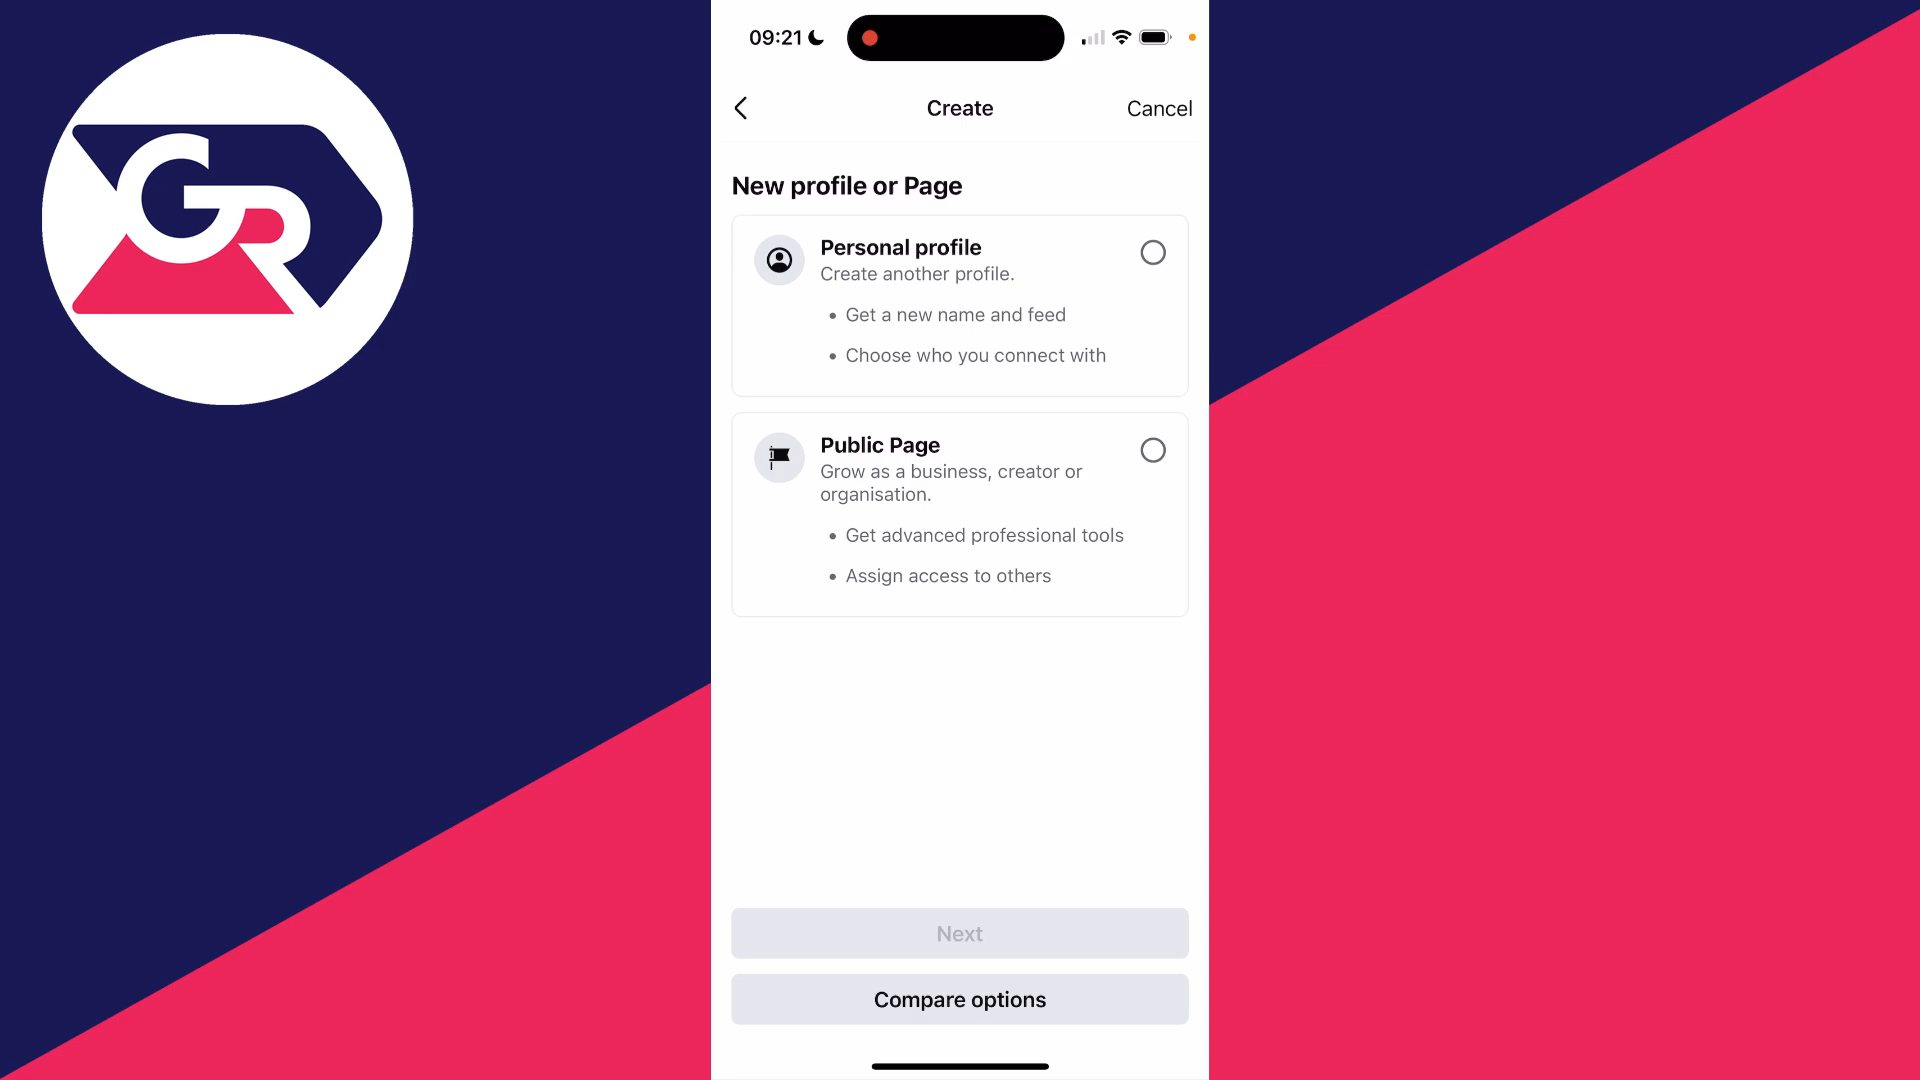 GR
09:21
Create
Cancel
New profile or Page
Personal profile
Create another profile.
• Get a new name and feed
• Choose who you connect with
Public Page
Grow as a business, creator or
organisation.
• Get advanced professional tools
• Assign access to others
Next
Compare options